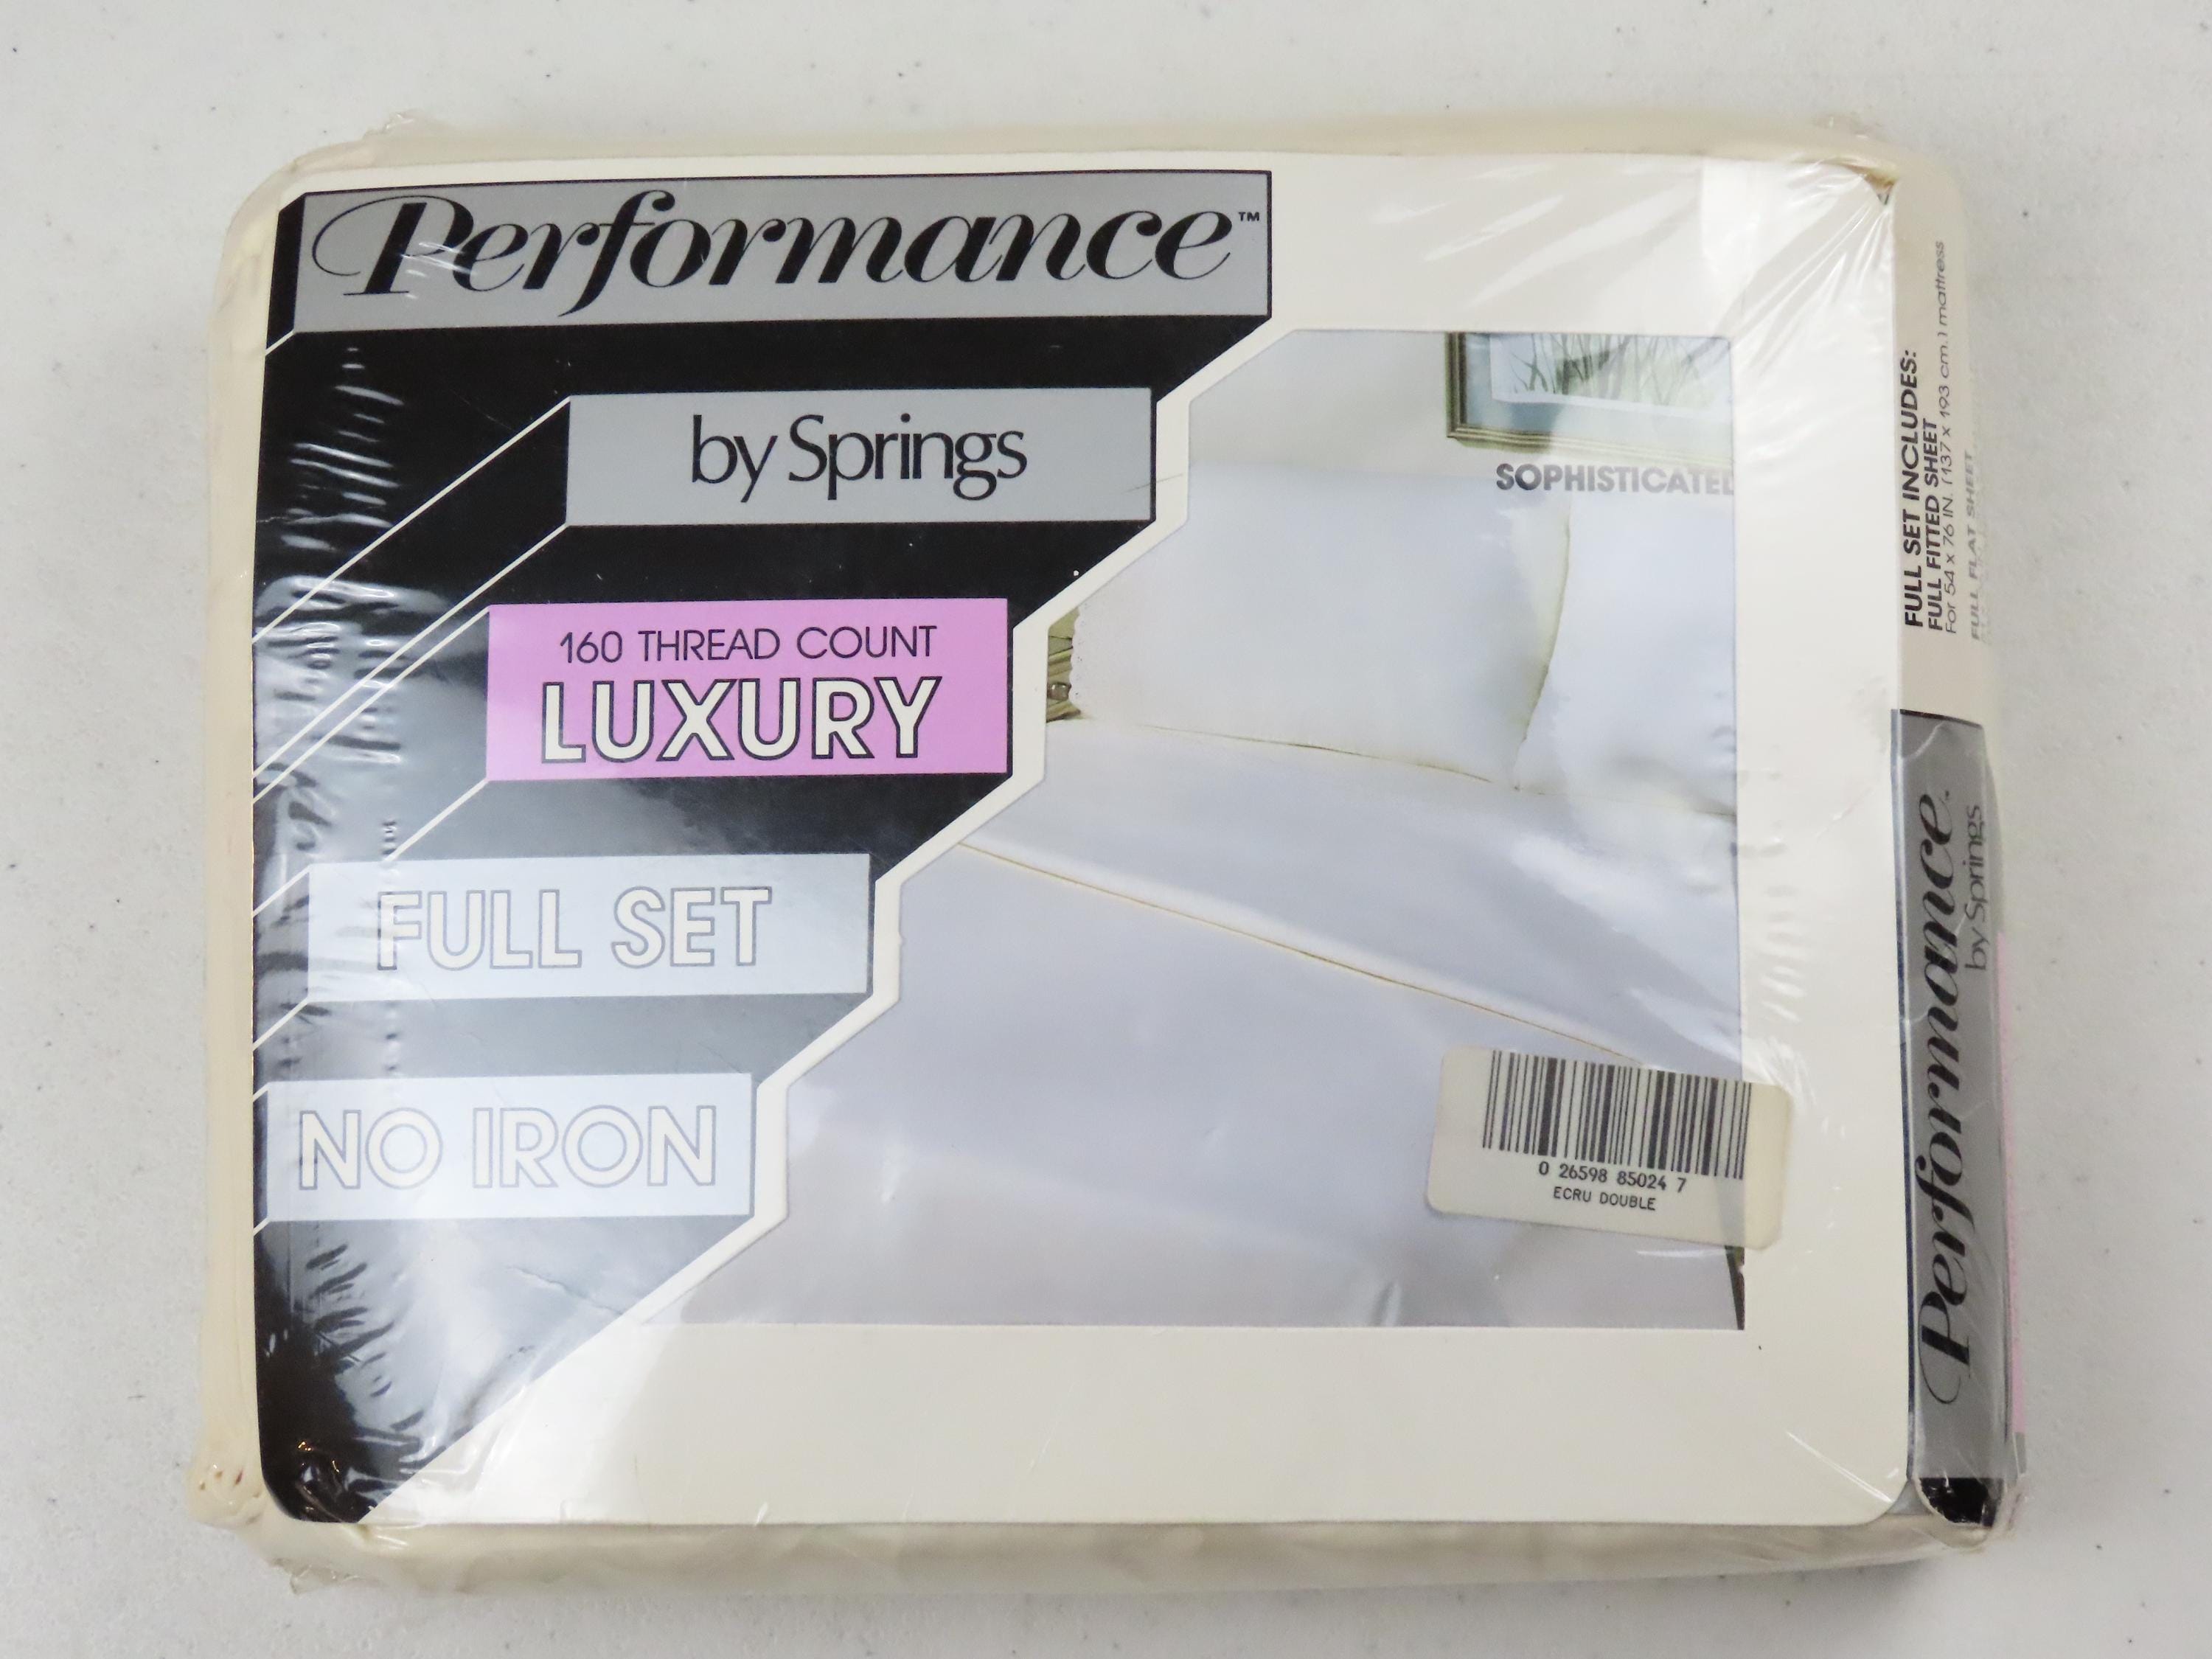 Performance™
by Springs
160 THREAD COUNT
LUXURY
FULL SET
NO IRON
SOPHISTICATED
0 26598 85024 7
ECRU DOUBLE
FULL SET INCLUDES:
FULL FITTED SHEET
For 54 x 76 IN. (137 x 193 cm.) mattress
FULL FLAT SHEET
Performance™
by Springs